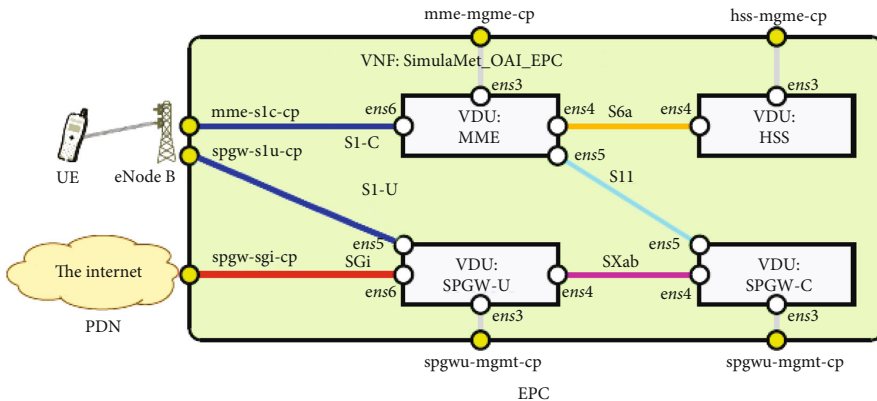 mme-mgme-cp
hss-mgme-cp
VNF: SimulaMet_OAI_EPC
ens3
ens3
mme-s1c-cp
ens6
VDU:
MME
ens4
S6a
ens4
VDU:
HSS
S1-C
spgw-s1u-cp
ens5
UE
eNode B
S1-U
S11
ens5
ens5
The internet
spgw-sgi-cp
SGi
VDU:
SPGW-U
SXab
VDU:
SPGW-C
ens6
ens4
ens4
PDN
ens3
ens3
spgwu-mgmt-cp
spgwu-mgmt-cp
EPC